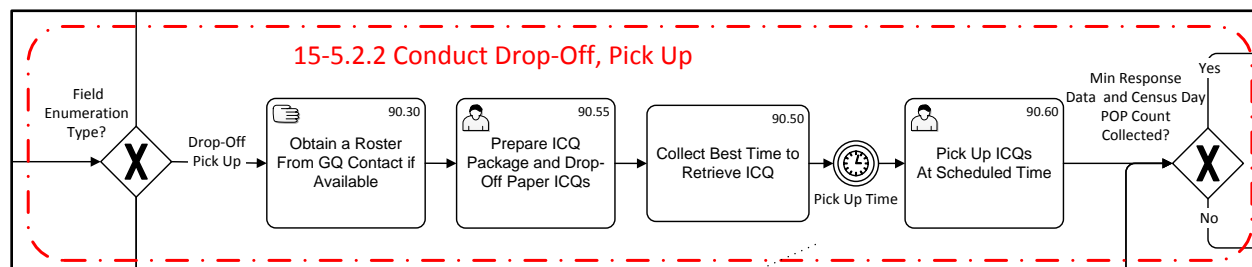 15-5.2.2 Conduct Drop-Off, Pick Up
Field
Enumeration
Type?
X
Drop-Off
Pick Up
90.30
Obtain a Roster
From GQ Contact if
Available
90.55
Prepare ICQ
Package and Drop-
Off Paper ICQs
90.50
Collect Best Time to
Retrieve ICQ
Pick Up Time
90.60
Pick Up ICQs
At Scheduled Time
Min Response
Data and Census Day
POP Count
Collected?
X
Yes
No